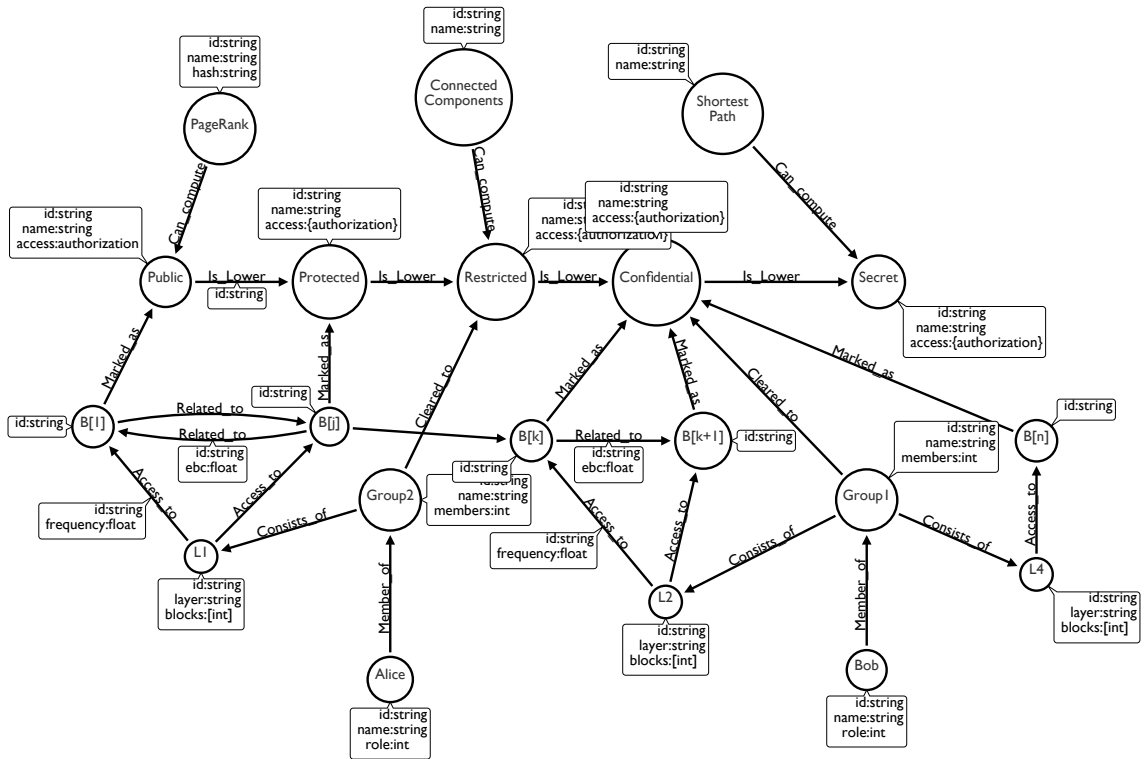 id:string
name:string
hash:string
PageRank
id:string
name:string
Connected
Components
id:string
name:string
Shortest
Path
Can_compute
Can_compute
Can_compute
id:string
name:string
access:authorization
id:string
name:string
access:{authorization}
id:string
name:string
access:{authorization}
id:string
name:string
access:{authorization}
Public
Is_Lower
id:string
Protected
Is_Lower
Restricted
Is_Lower
Confidential
Is_Lower
Secret
id:string
name:string
access:{authorization}
Marked_as
Marked_as
Cleared_to
Marked_as
Marked_as
Cleared_to
Marked_as
id:string
B[1]
Related_to
Related_to
id:string
ebc:float
id:string
B[j]
B[k]
id:string
Related_to
id:string
ebc:float
B[k+1]
id:string
id:string
name:string
members:int
B[n]
id:string
Access_to
id:string
frequency:float
Access_to
Group2
id:string
name:string
members:int
Consists_of
Access_to
id:string
frequency:float
Access_to
Group1
Consists_of
Consists_of
Access_to
L1
id:string
layer:string
blocks:[int]
Member_of
L2
id:string
layer:string
blocks:[int]
Member_of
L4
id:string
layer:string
blocks:[int]
Alice
id:string
name:string
role:int
Bob
id:string
name:string
role:int